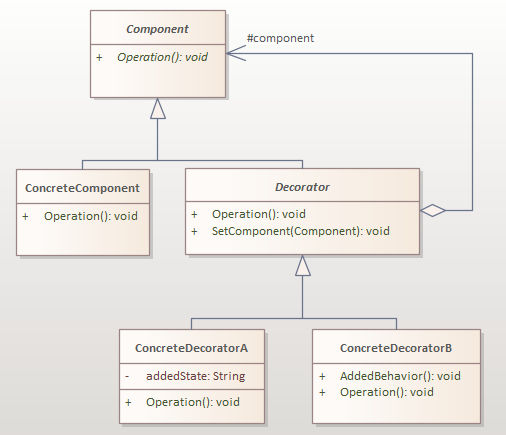 Component
+ Operation(): void
#component
ConcreteComponent
+ Operation(): void
Decorator
+ Operation(): void
+ SetComponent(Component): void
ConcreteDecoratorA
- addedState: String
+ Operation(): void
ConcreteDecoratorB
+ AddedBehavior(): void
+ Operation(): void